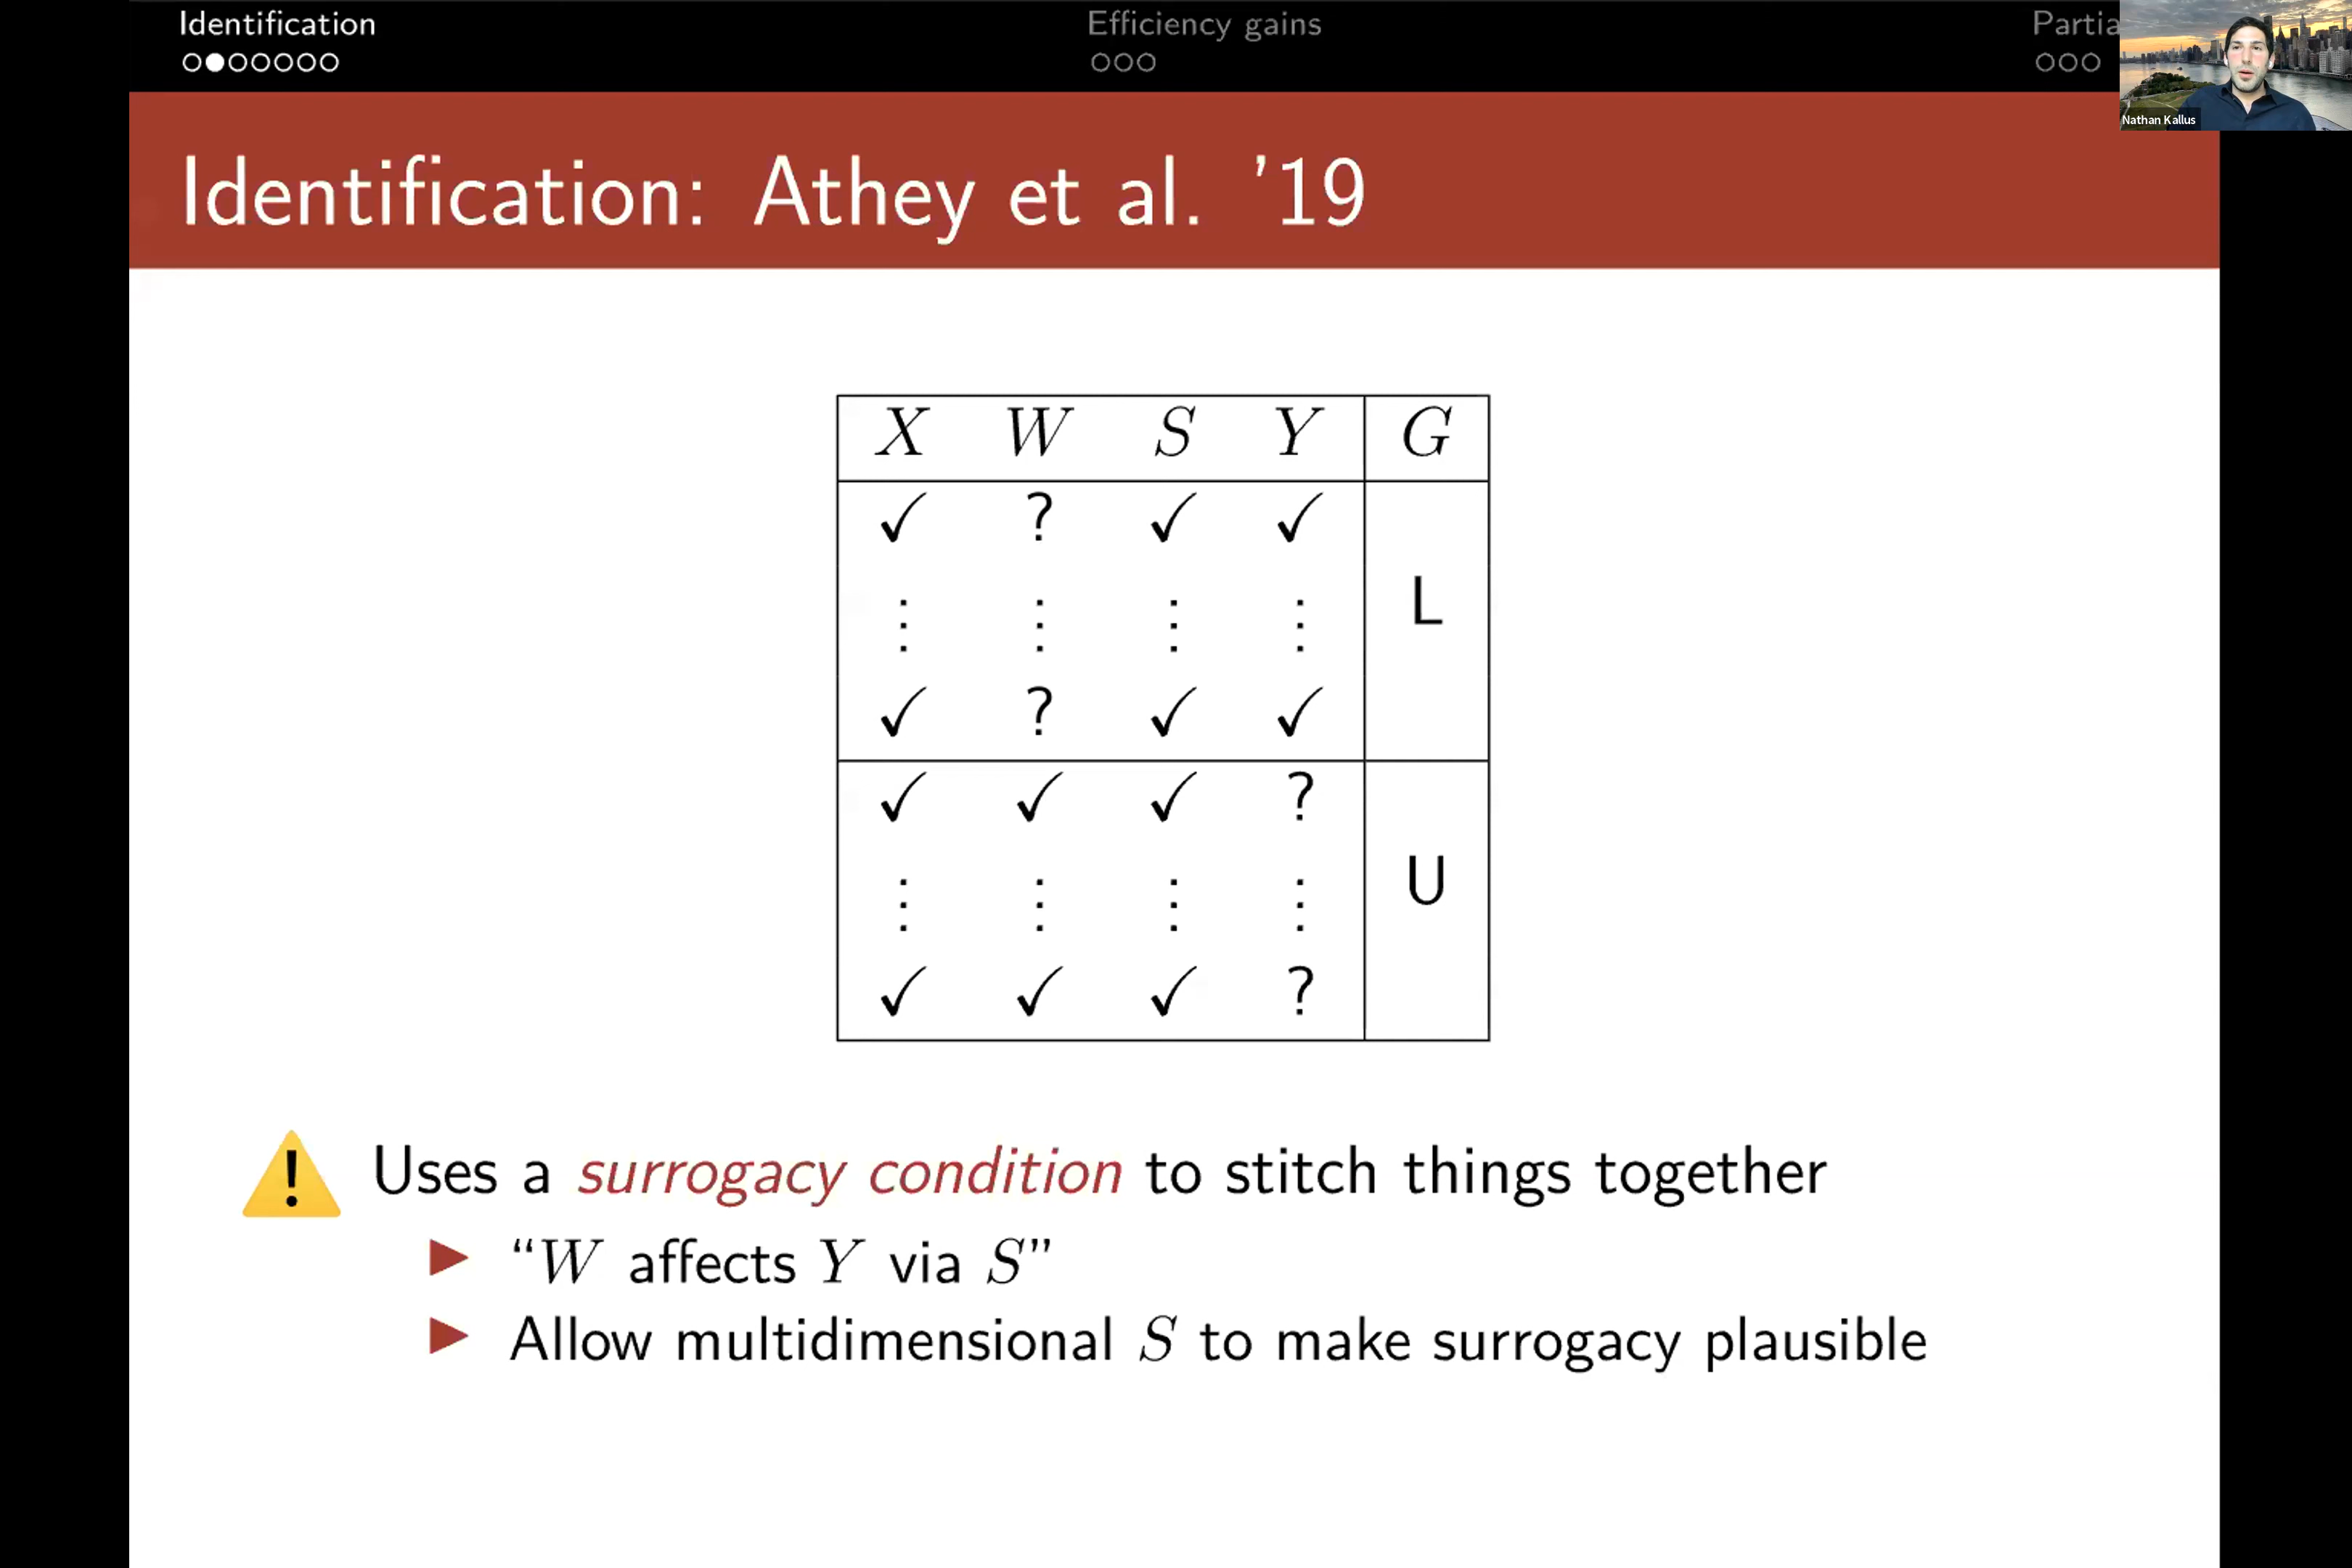 Identification
Efficiency gains
Partia
Nathan Kallus
Identification: Athey et al. ’19
X W S Y G
✓ ? ✓ ✓
⋮ ⋮ ⋮ ⋮ L
✓ ? ✓ ✓
✓ ✓ ✓ ?
⋮ ⋮ ⋮ ⋮ U
✓ ✓ ✓ ?
Uses a surrogacy condition to stitch things together
“W affects Y via S”
Allow multidimensional S to make surrogacy plausible